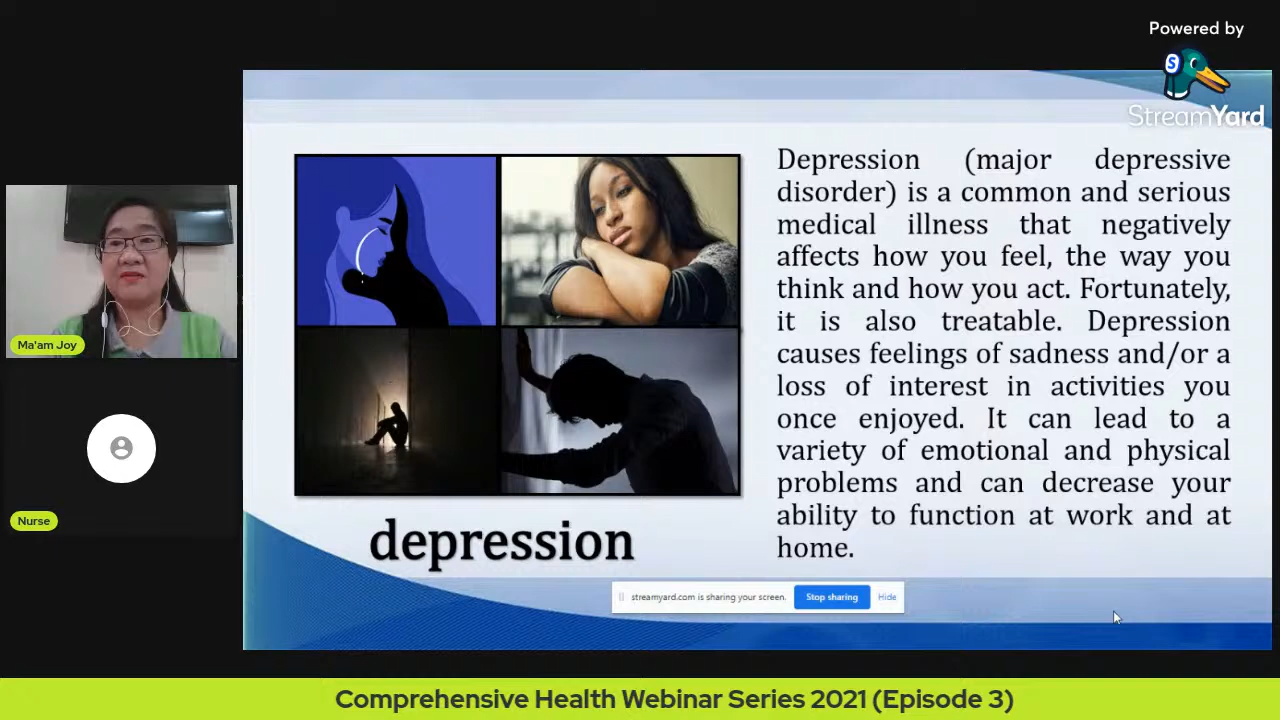 Powered by
StreamYard
Depression (major depressive
disorder) is a common and serious
medical illness that negatively
affects how you feel, the way you
think and how you act. Fortunately,
it is also treatable. Depression
causes feelings of sadness and/or a
loss of interest in activities you
once enjoyed. It can lead to a
variety of emotional and physical
problems and can decrease your
ability to function at work and at
home.
depression
Ma'am Joy
Nurse
streamyard.com is sharing your screen.
Stop sharing
Hide
Comprehensive Health Webinar Series 2021 (Episode 3)